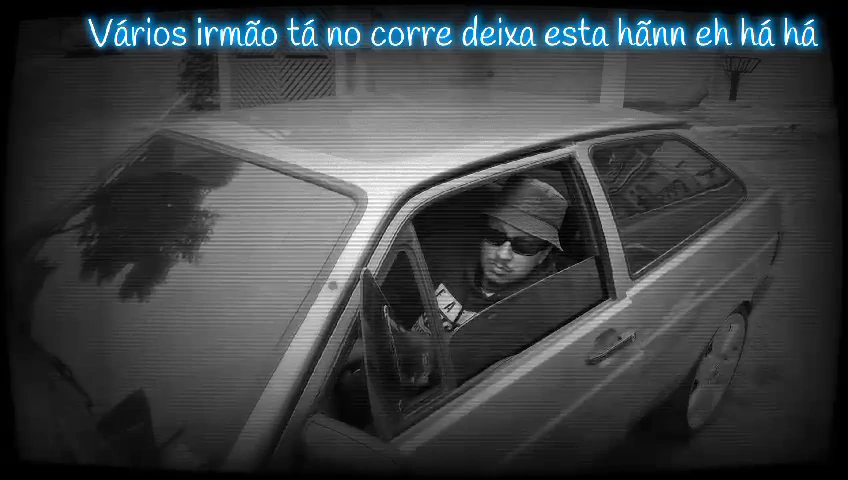 Vários irmão tá no corre deixa esta hãnn eh há há